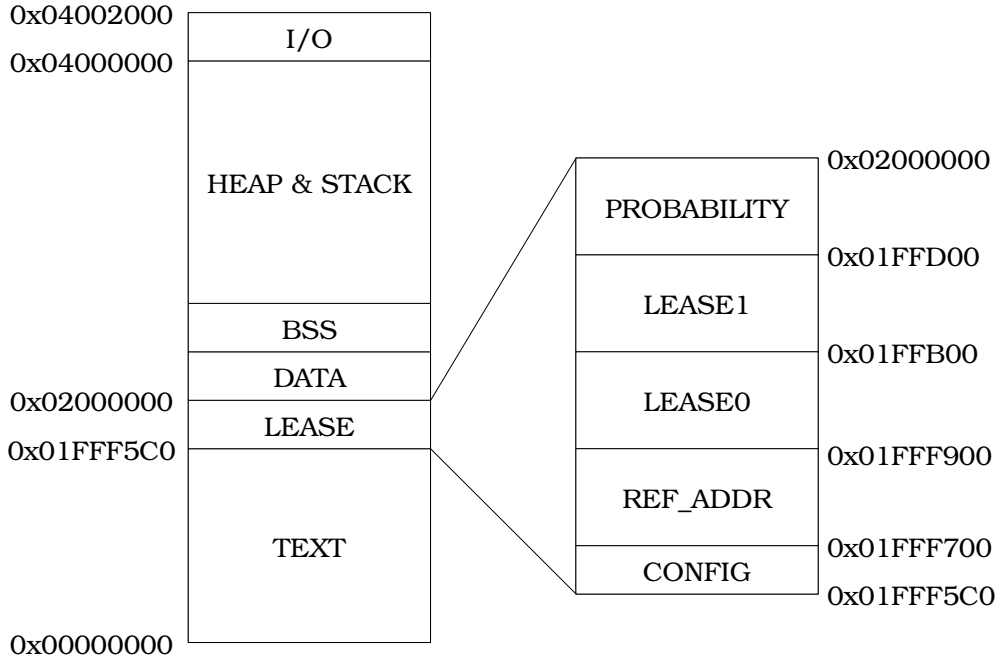 0x04002000
I/O
0x04000000
HEAP & STACK
BSS
DATA
0x02000000
LEASE
0x01FFF5C0
TEXT
0x00000000
0x02000000
PROBABILITY
0x01FFD00
LEASE1
0x01FFB00
LEASE0
0x01FFF900
REF_ADDR
0x01FFF700
CONFIG
0x01FFF5C0